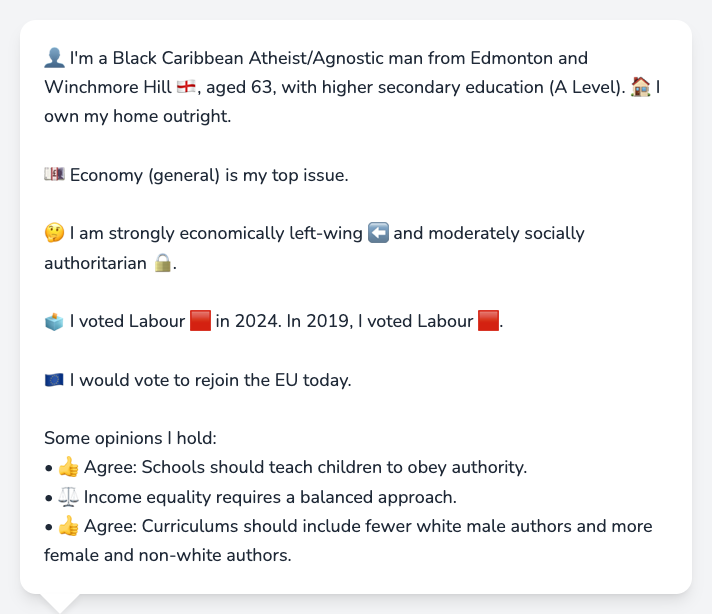 👤 I'm a Black Caribbean Atheist/Agnostic man from Edmonton and
Winchmore Hill 🏴󠁧󠁢󠁥󠁮󠁧󠁿, aged 63, with higher secondary education (A Level). 🏠 I
own my home outright.
💷 Economy (general) is my top issue.
🤔 I am strongly economically left-wing ⬅️ and moderately socially
authoritarian 🔒.
🗳️ I voted Labour 🟥 in 2024. In 2019, I voted Labour 🟥.
🇪🇺 I would vote to rejoin the EU today.
Some opinions I hold:
• 👍 Agree: Schools should teach children to obey authority.
• ⚖️ Income equality requires a balanced approach.
• 👍 Agree: Curriculums should include fewer white male authors and more
female and non-white authors.